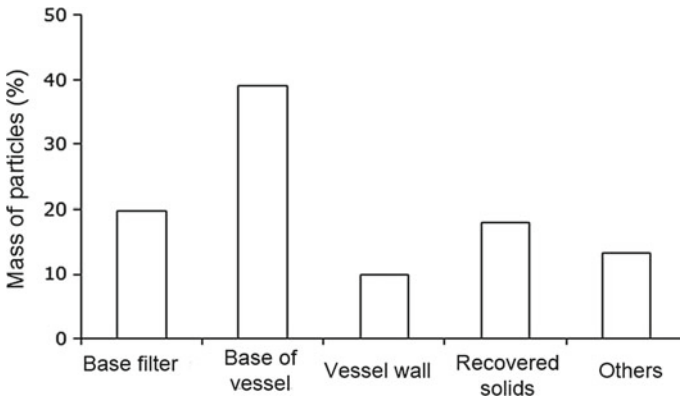 Mass of particles (%)
50
40
30
20
10
0
Base filter
Base of
vessel
Vessel wall
Recovered
solids
Others